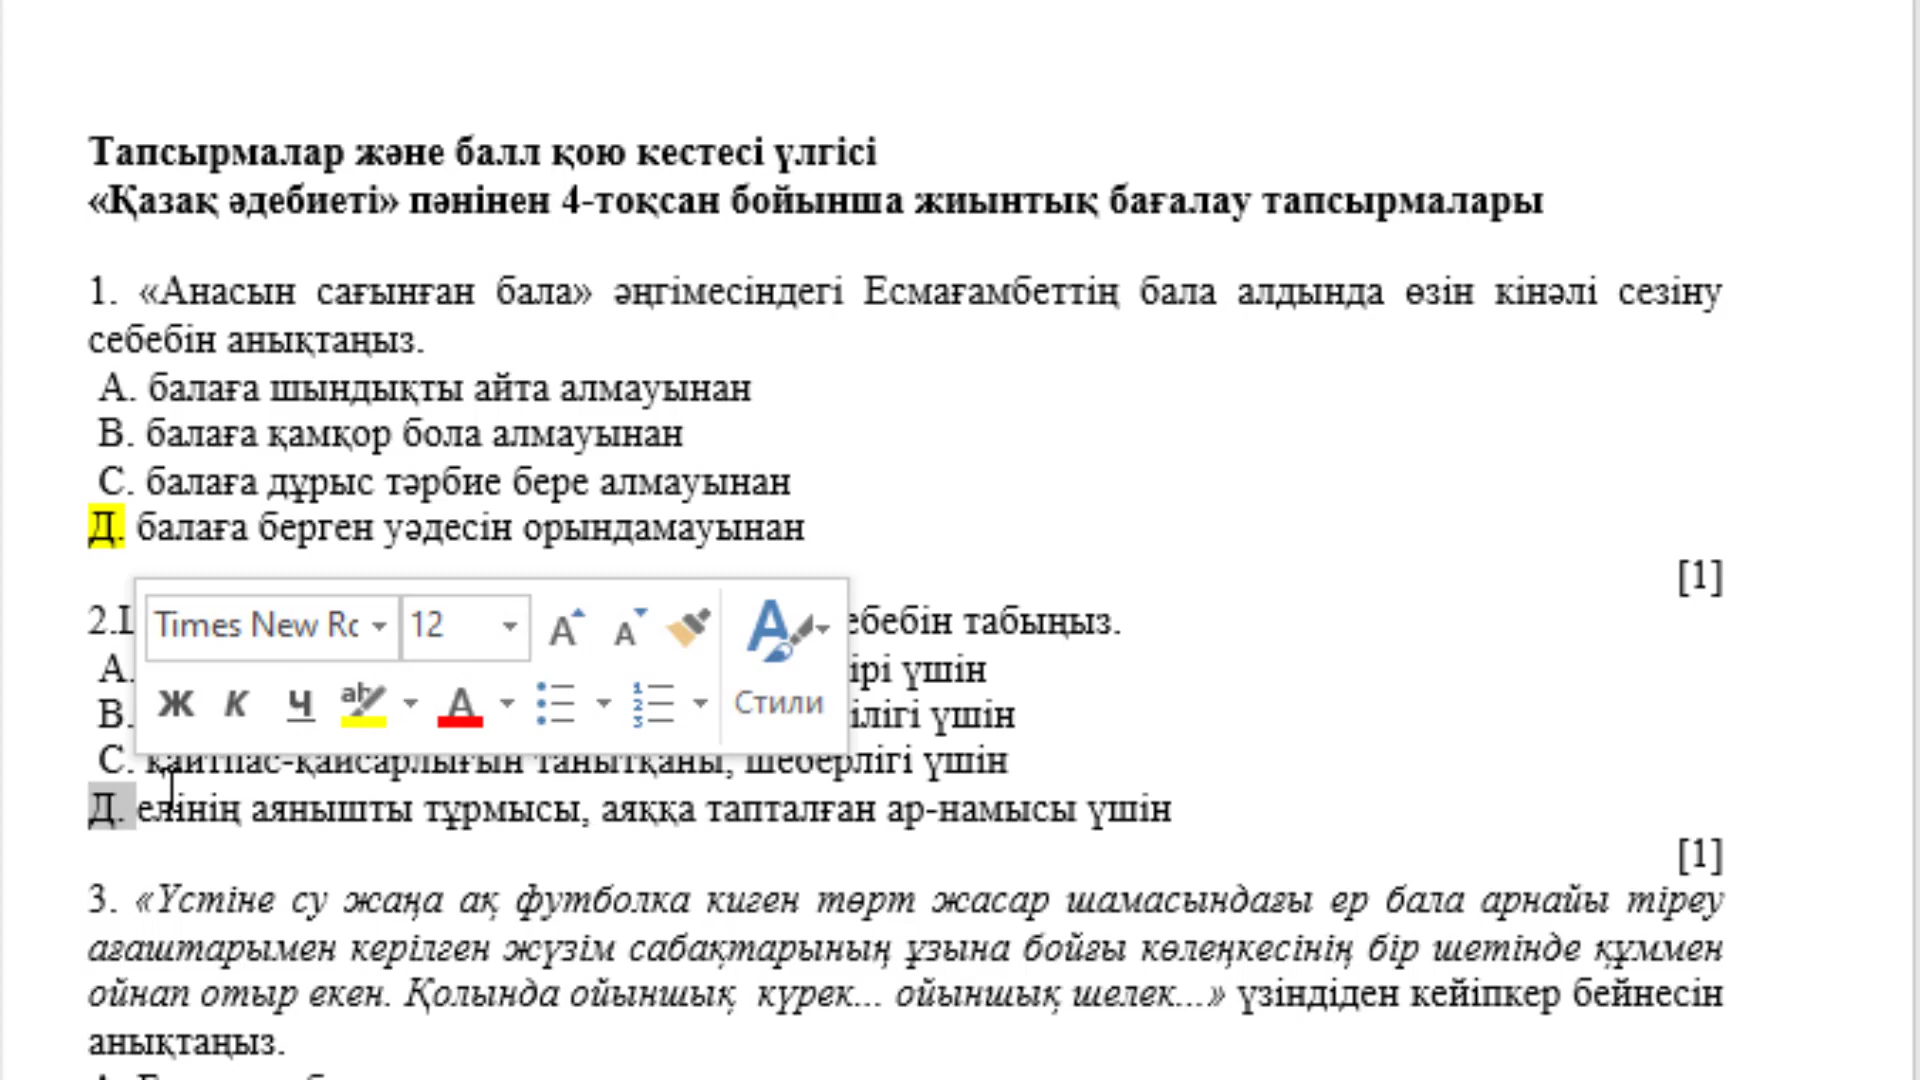 Тапсырмалар және балл қою кестесі үлгісі
«Қазақ әдебиеті» пәнінен 4-тоқсан бойынша жиынтық бағалау тапсырмалары
1. «Анасын сағынған бала» әңгімесіндегі Есмағамбеттің бала алдында өзін кінәлі сезіну
себебін анықтаңыз.
А. балаға шындықты айта алмауынан
В. балаға қамқор бола алмауынан
С. балаға дұрыс тәрбие бере алмауынан
Д. балаға берген уәдесін орындамауынан
[1]
2. табыңыз.
Times New
12
А. үшін
Ж К Ч
Стили
В. үшін
С. қайтпас-қайсарлығын танытқаны, шеберлігі үшін
Д. елінің аянышты тұрмысы, аяққа тапталған ар-намысы үшін
[1]
3. «Үстіне су жаңа ақ футболка киген төрт жасар шамасындағы ер бала арнайы тіреу
ағаштарымен керілген жүзім сабақтарының ұзына бойғы көлеңкесінің бір шетінде құммен
ойнап отыр екен. Қолында ойыншық күрек... ойыншық шелек...» үзіндіден кейіпкер бейнесін
анықтаңыз.